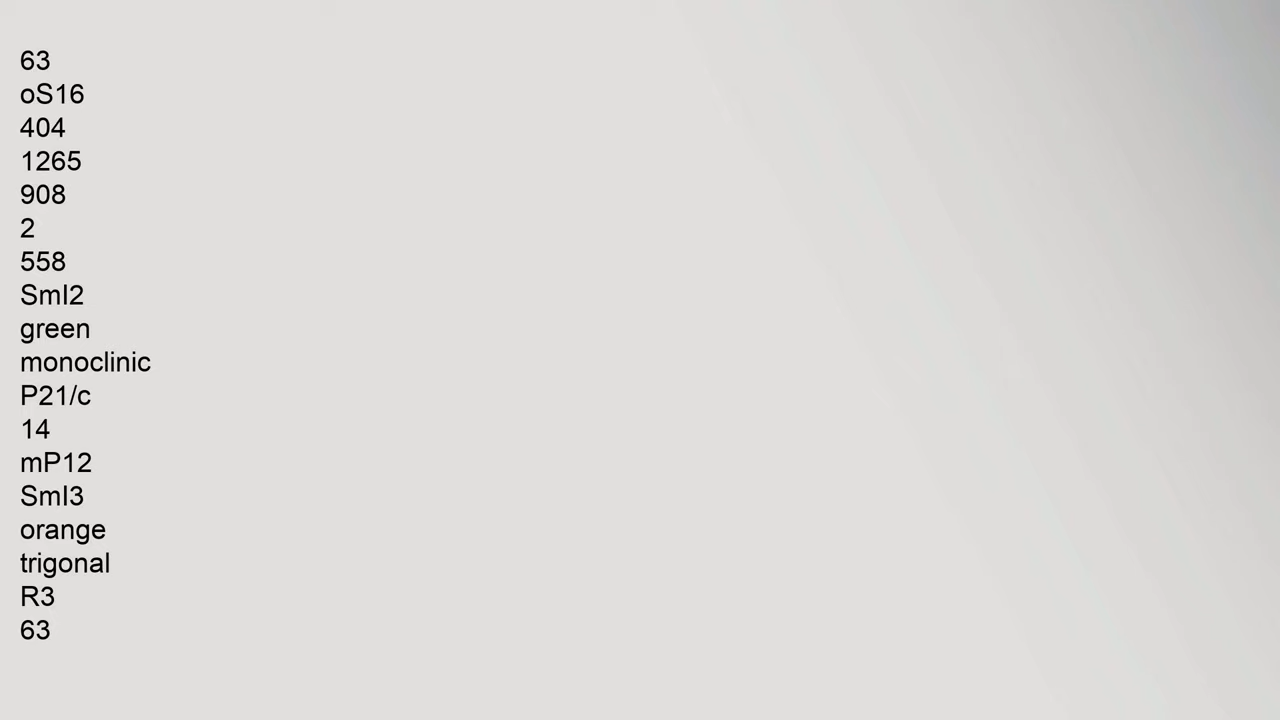 63
oS16
404
1265
908
2
558
SmI2
green
monoclinic
P21/c
14
mP12
SmI3
orange
trigonal
R3
63